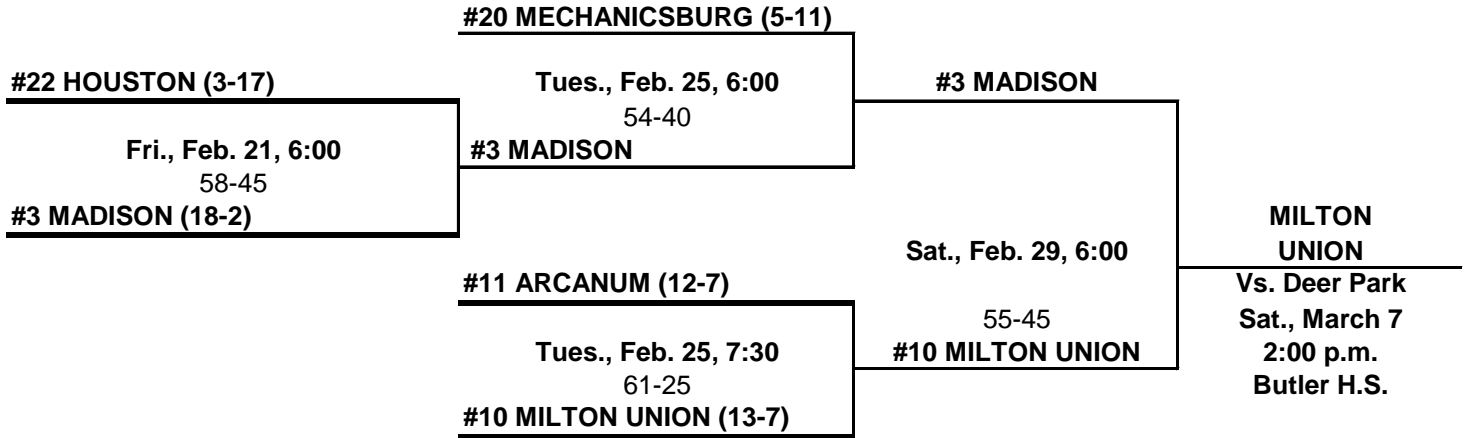 #20 MECHANICSBURG (5-11)
#22 HOUSTON (3-17)
Tues., Feb. 25, 6:00
#3 MADISON
54-40
Fri., Feb. 21, 6:00
#3 MADISON
58-45
#3 MADISON (18-2)
MILTON
UNION
Sat., Feb. 29, 6:00
#11 ARCANUM (12-7)
Vs. Deer Park
55-45
Sat., March 7
Tues., Feb. 25, 7:30
#10 MILTON UNION
2:00 p.m.
61-25
Butler H.S.
#10 MILTON UNION (13-7)